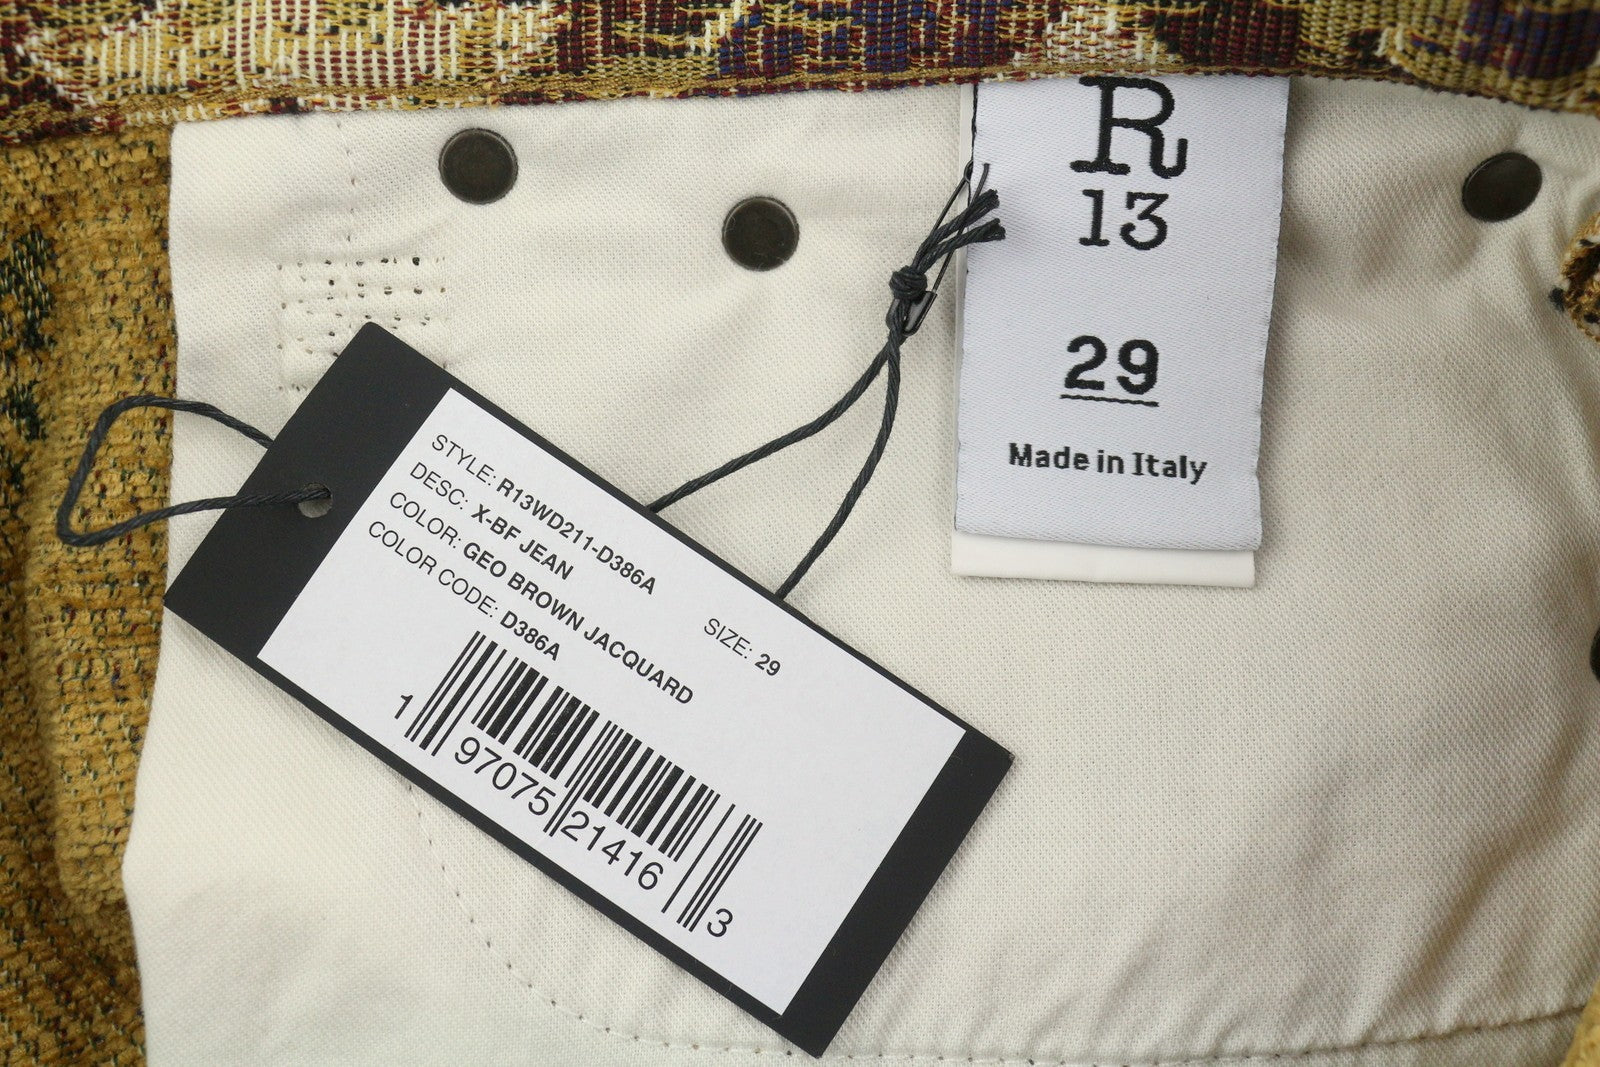 R
13
29
Made in Italy
STYLE: R13WD211-D386A
DESC: X-BF JEAN
COLOR: GEO BROWN JACQUARD
COLOR CODE: D386A
SIZE: 29
1 97075 21416 3